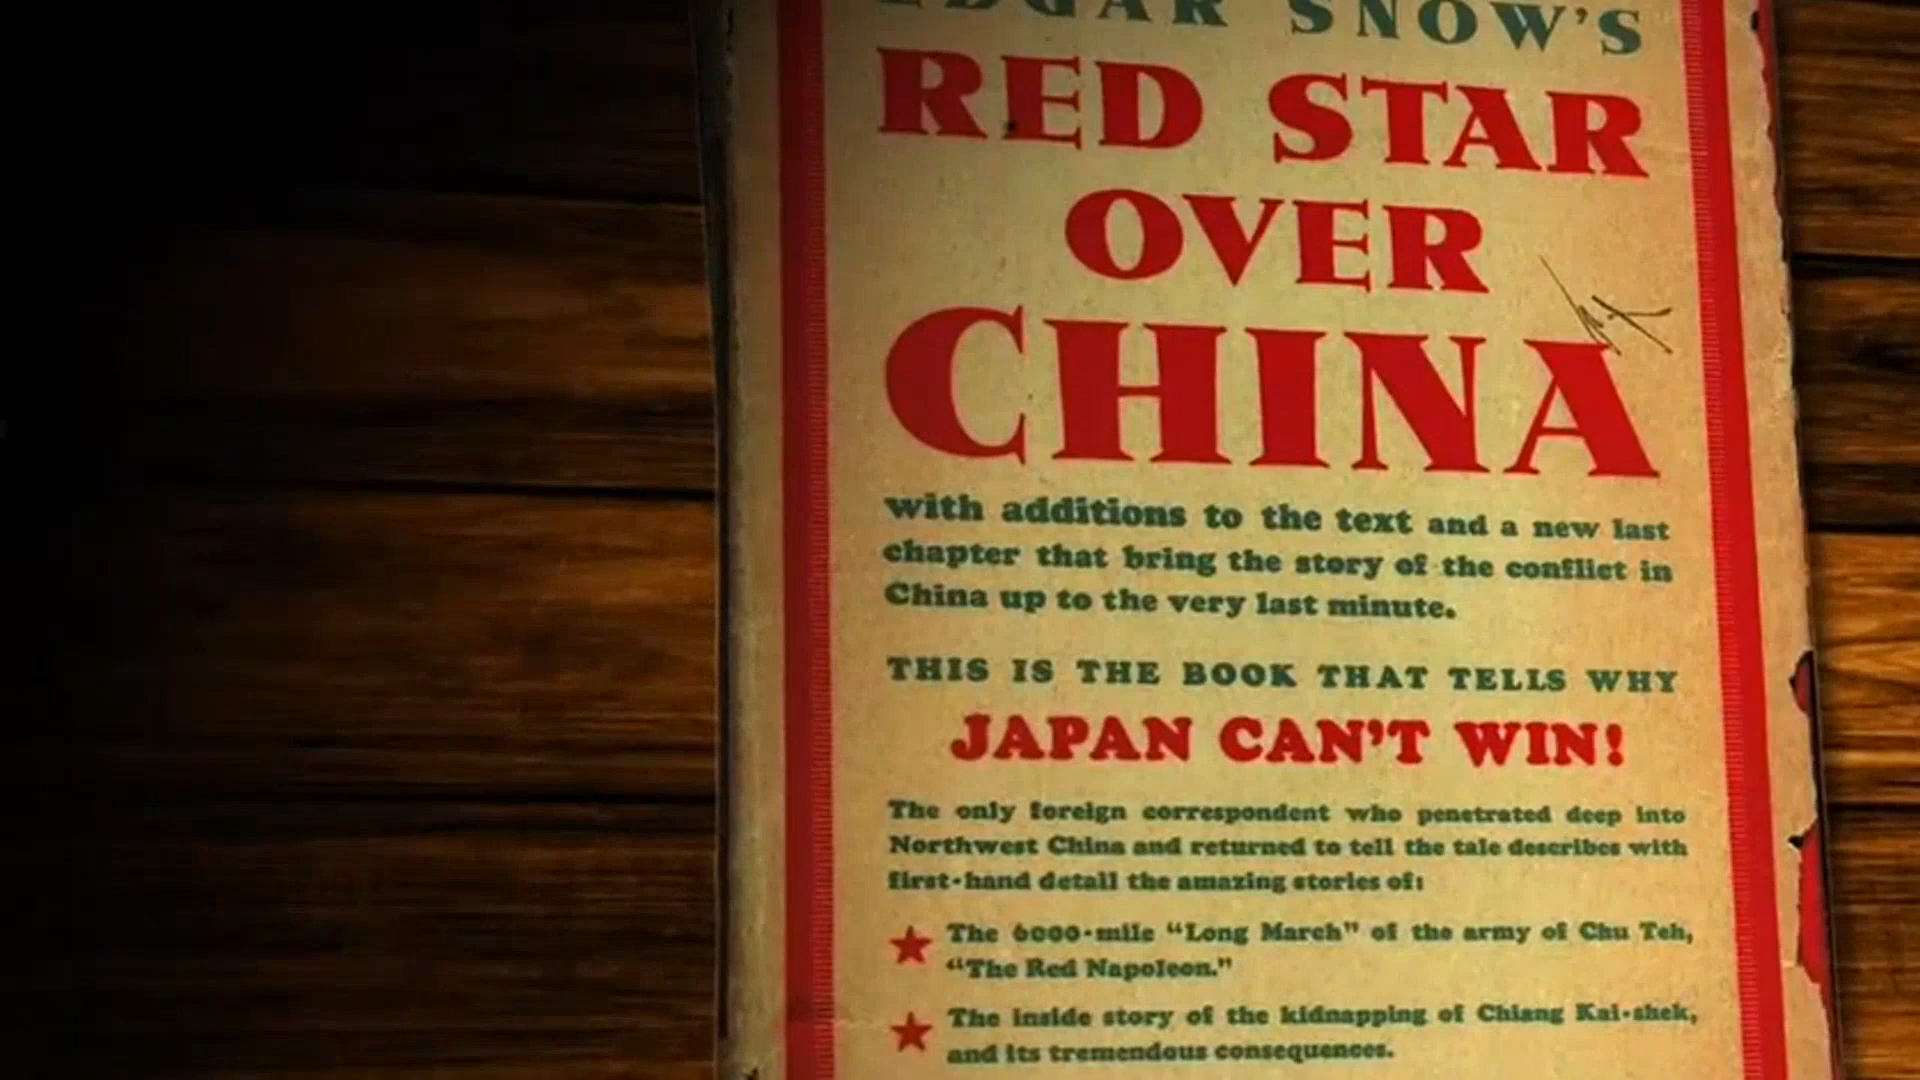 EDGAR SNOW'S
RED STAR
OVER
CHINA
with additions to the text and a new last
chapter that bring the story of the conflict in
China up to the very last minute.
THIS IS THE BOOK THAT TELLS WHY
JAPAN CAN'T WIN!
The only foreign correspondent who penetrated deep into
Northwest China and returned to tell the tale describes with
first-hand detail the amazing stories of:
The 6000-mile "Long March" of the army of Chu Teh,
"The Red Napoleon."
The inside story of the kidnapping of Chiang Kai-shek,
and its tremendous consequences.